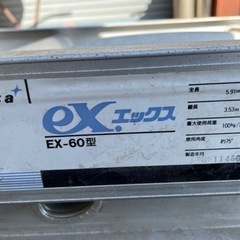 a
ex エックス
EX-60型
全長 5.91m
縮長 3.53m
最大使用荷重 100kg
使用角度 約75°
製造年月